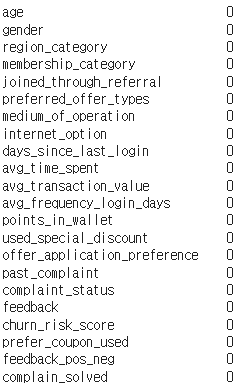 age 0
gender 0
region_category 0
membership_category 0
joined_through_referral 0
preferred_offer_types 0
medium_of_operation 0
internet_option 0
days_since_last_login 0
avg_time_spent 0
avg_transaction_value 0
avg_frequency_login_days 0
points_in_wallet 0
used_special_discount 0
offer_application_preference 0
past_complaint 0
complaint_status 0
feedback 0
churn_risk_score 0
prefer_coupon_used 0
feedback_pos_neg 0
complain_solved 0